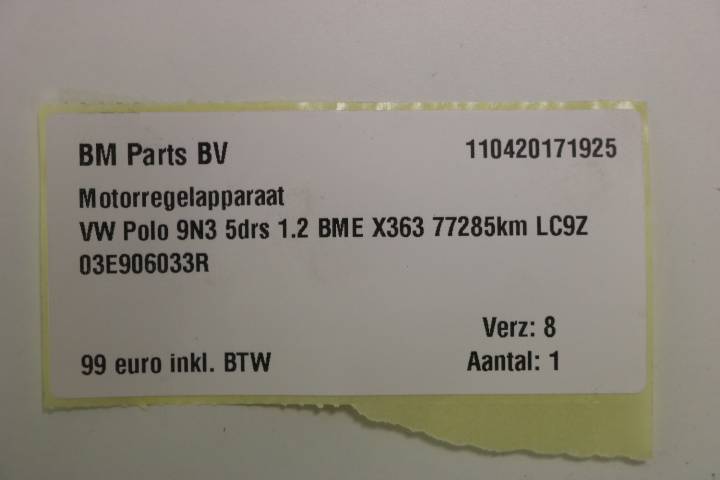 BM Parts BV 110420171925
Motorregelapparaat
VW Polo 9N3 5drs 1.2 BME X363 77285km LC9Z
03E906033R
Verz: 8
99 euro inkl. BTW Aantal: 1